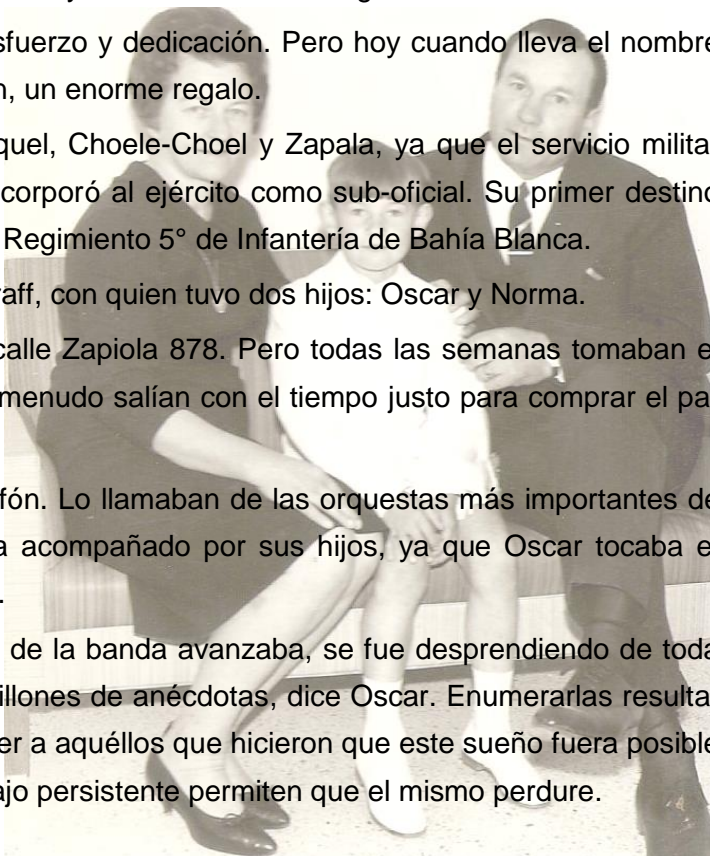 sfuerzo y dedicación. Pero hoy cuando lleva el nombre
n, un enorme regalo.
quel, Choele-Choel y Zapala, ya que el servicio milita
corporó al ejército como sub-oficial. Su primer destino
Regimiento 5° de Infantería de Bahía Blanca.
raff, con quien tuvo dos hijos: Oscar y Norma.
calle Zapiola 878. Pero todas las semanas tomaban e
menudo salían con el tiempo justo para comprar el pa
fón. Lo llamaban de las orquestas más importantes de
a acompañado por sus hijos, ya que Oscar tocaba e
.
de la banda avanzaba, se fue desprendiendo de toda
illones de anécdotas, dice Oscar. Enumerarlas resulta
er a aquéllos que hicieron que este sueño fuera posible
ajo persistente permiten que el mismo perdure.